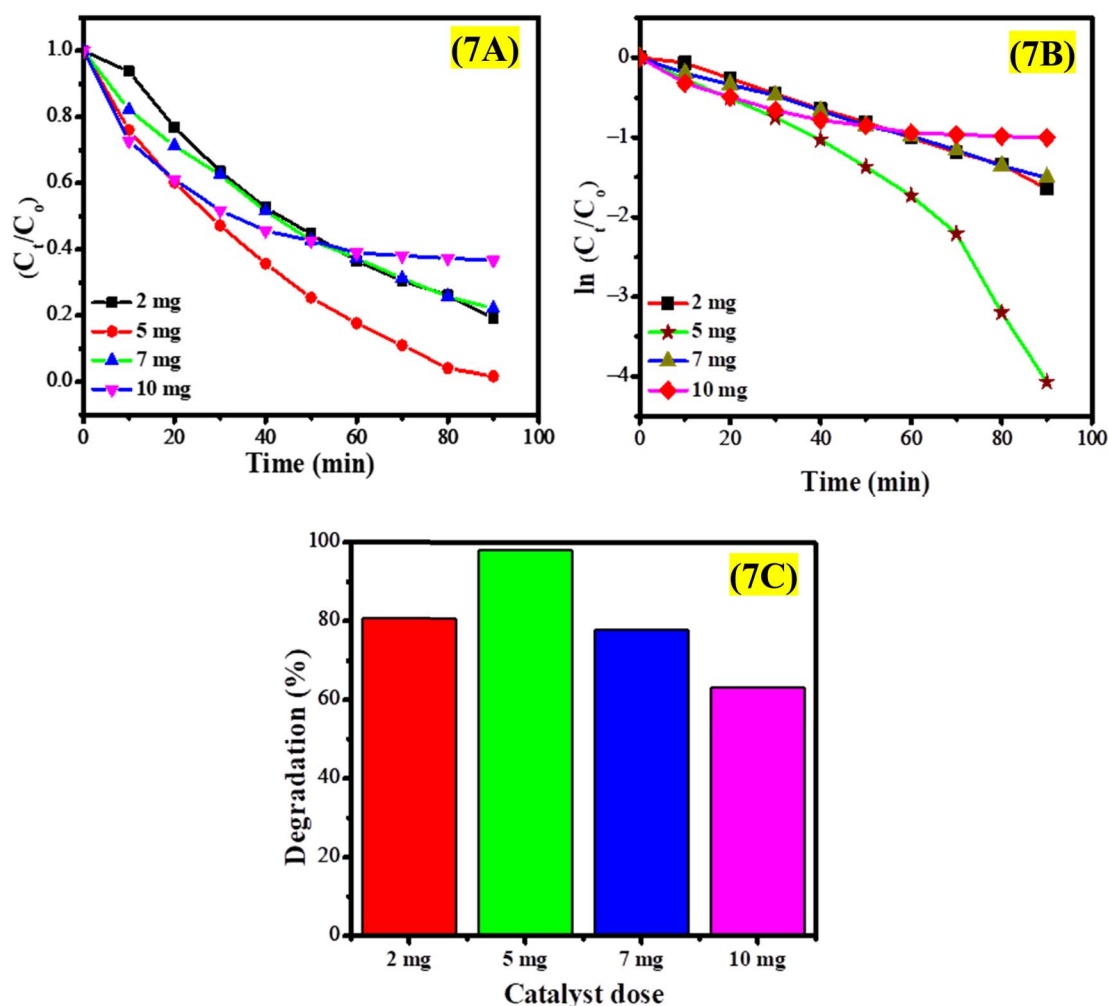 (7A)
(Ct/Co)
1.0
0.8
0.6
0.4
0.2
0.0
2 mg
5 mg
7 mg
10 mg
0 20 40 60 80 100
Time (min)
(7B)
ln (Ct/Co)
−0
−1
−2
−3
−4
2 mg
5 mg
7 mg
10 mg
0 20 40 60 80 100
Time (min)
(7C)
Degradation (%)
100
80
60
40
20
0
2 mg 5 mg 7 mg 10 mg
Catalyst dose